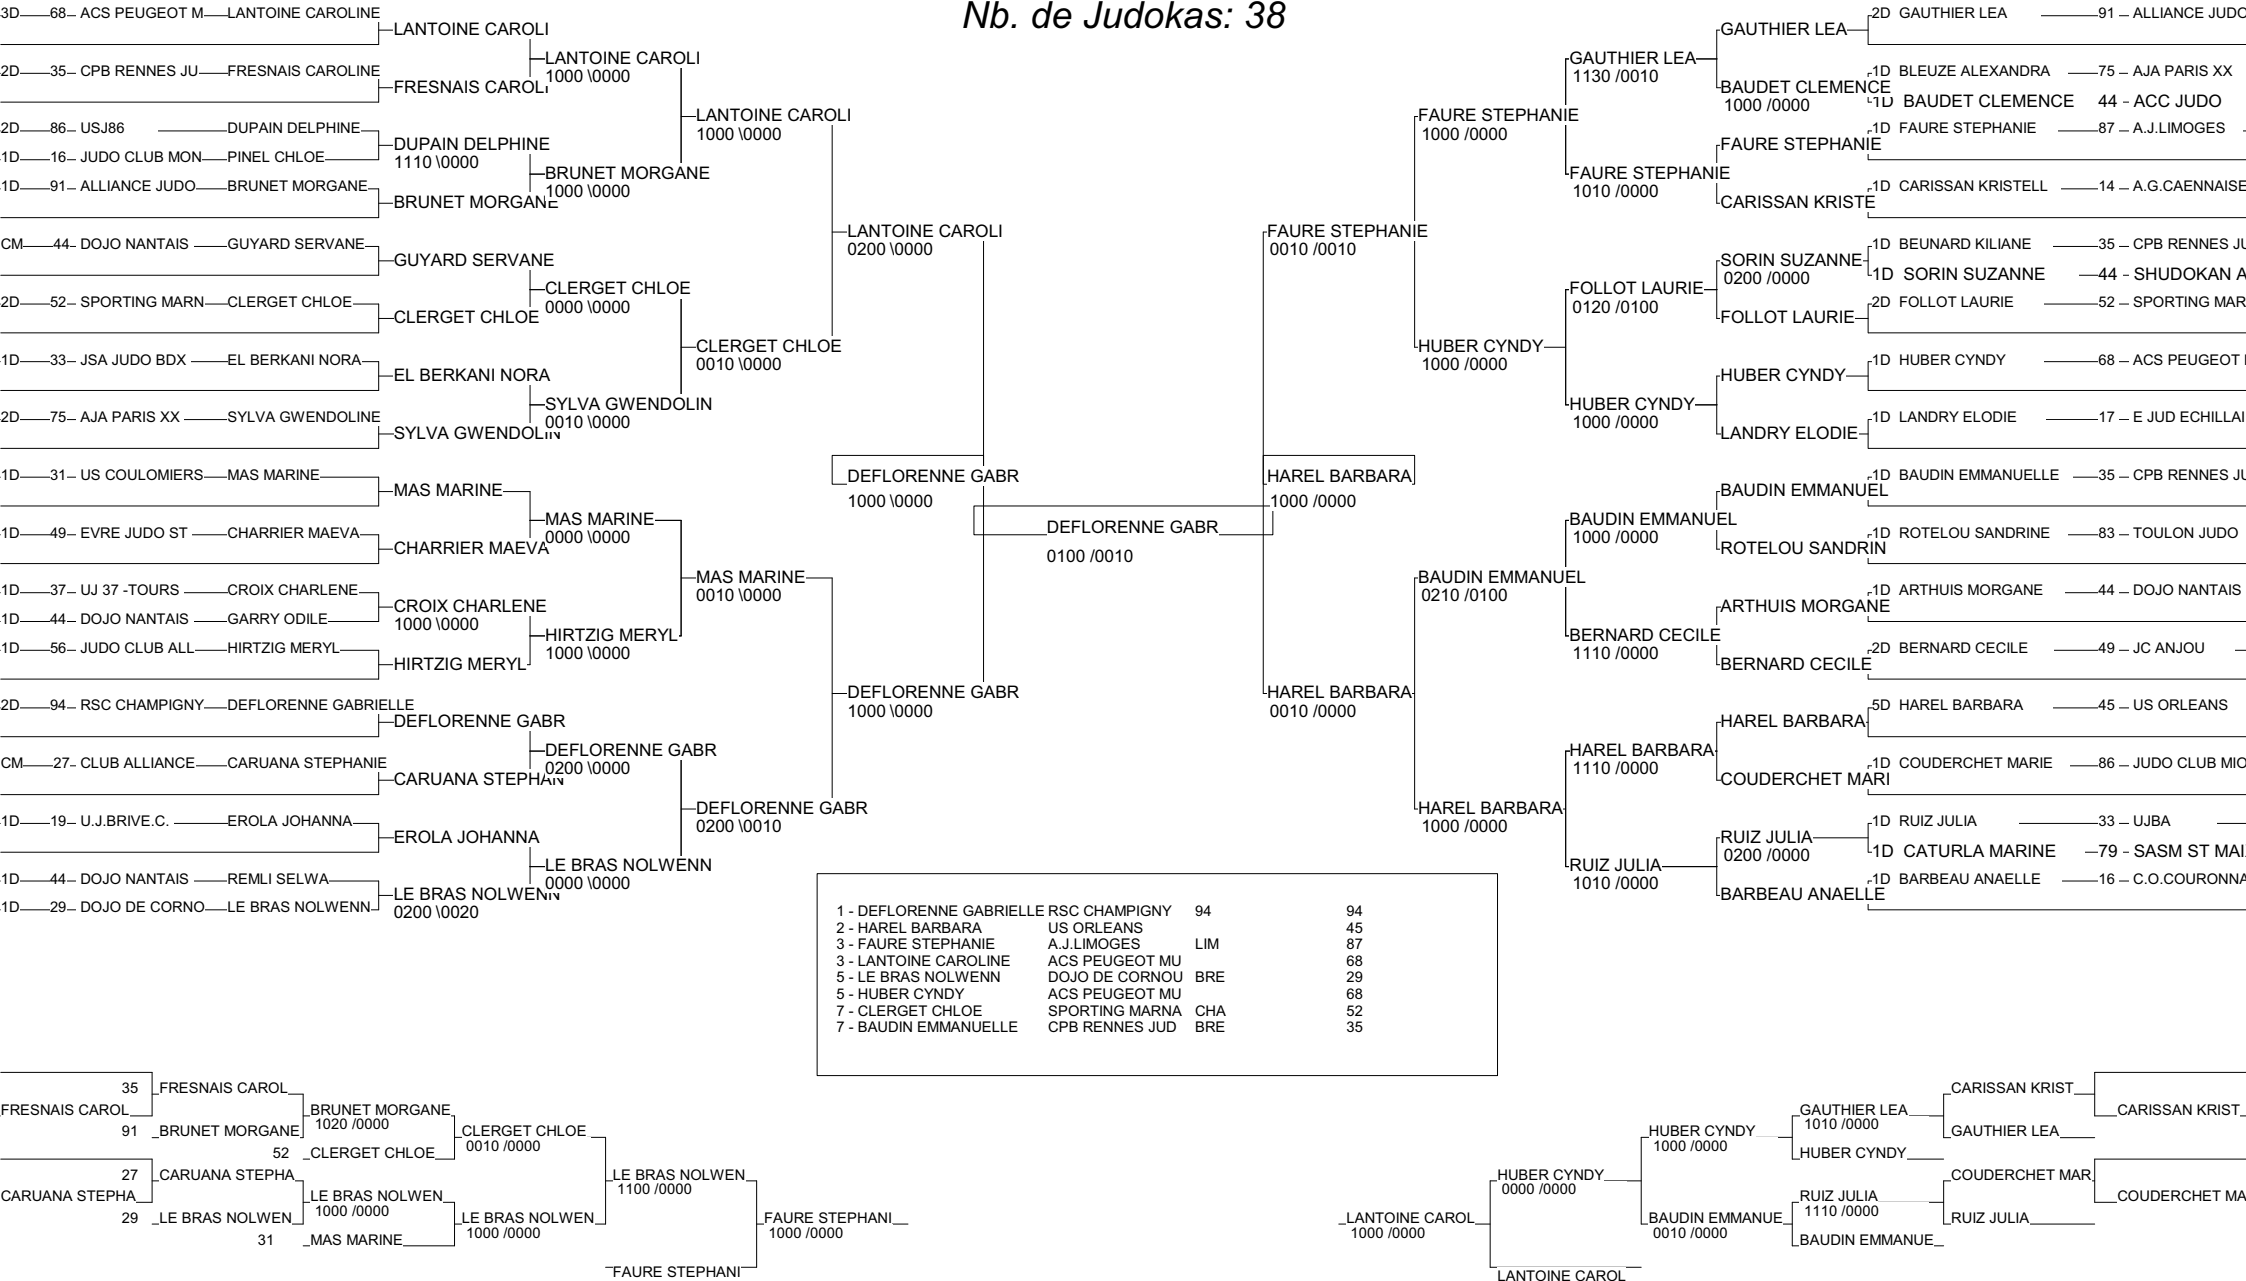 Nb. de Judokas: 38
3D 68 ACS PEUGEOT M LANTOINE CAROLINE
2D 35 CPB RENNES JU FRESNAIS CAROLINE
2D 86 USJ86 DUPAIN DELPHINE
1D 16 JUDO CLUB MON PINEL CHLOE
1D 91 ALLIANCE JUDO BRUNET MORGANE
CM 44 DOJO NANTAIS GUYARD SERVANE
2D 52 SPORTING MARN CLERGET CHLOE
1D 33 JSA JUDO BDX EL BERKANI NORA
2D 75 AJA PARIS XX SYLVA GWENDOLINE
1D 31 US COULOMIERS MAS MARINE
1D 49 EVRE JUDO ST CHARRIER MAEVA
1D 37 UJ 37 -TOURS CROIX CHARLENE
1D 44 DOJO NANTAIS GARRY ODILE
1D 56 JUDO CLUB ALL HIRTZIG MERYL
2D 94 RSC CHAMPIGNY DEFLORENNE GABRIELLE
CM 27 CLUB ALLIANCE CARUANA STEPHANIE
1D 19 U.J.BRIVE.C. EROLA JOHANNA
1D 44 DOJO NANTAIS REMLI SELWA
1D 29 DOJO DE CORNO LE BRAS NOLWENN
LANTOINE CAROLI
FRESNAIS CAROLI
DUPAIN DELPHINE
1110 \0000
BRUNET MORGANE
GUYARD SERVANE
CLERGET CHLOE
EL BERKANI NORA
SYLVA GWENDOLIN
MAS MARINE
CHARRIER MAEVA
CROIX CHARLENE
1000 \0000
HIRTZIG MERYL
DEFLORENNE GABR
CARUANA STEPHAN
EROLA JOHANNA
LE BRAS NOLWENN
0200 \0020
LANTOINE CAROLI
1000 \0000
BRUNET MORGANE
1000 \0000
CLERGET CHLOE
0000 \0000
SYLVA GWENDOLIN
0010 \0000
MAS MARINE
0000 \0000
HIRTZIG MERYL
1000 \0000
DEFLORENNE GABR
0200 \0000
LE BRAS NOLWENN
0000 \0000
LANTOINE CAROLI
1000 \0000
CLERGET CHLOE
0010 \0000
MAS MARINE
0010 \0000
DEFLORENNE GABR
0200 \0010
LANTOINE CAROLI
0200 \0000
DEFLORENNE GABR
1000 \0000
DEFLORENNE GABR
1000 \0000
DEFLORENNE GABR
0100 /0010
HAREL BARBARA
1000 /0000
FAURE STEPHANIE
0010 /0010
HAREL BARBARA
0010 /0000
FAURE STEPHANIE
1000 /0000
HUBER CYNDY
1000 /0000
BAUDIN EMMANUEL
0210 /0100
HAREL BARBARA
1000 /0000
GAUTHIER LEA
1130 /0010
FAURE STEPHANIE
1010 /0000
FOLLOT LAURIE
0120 /0100
HUBER CYNDY
1000 /0000
BAUDIN EMMANUEL
1000 /0000
BERNARD CECILE
1110 /0000
HAREL BARBARA
1110 /0000
RUIZ JULIA
1010 /0000
GAUTHIER LEA
BAUDET CLEMENCE
1000 /0000
FAURE STEPHANIE
CARISSAN KRISTE
SORIN SUZANNE
0200 /0000
FOLLOT LAURIE
HUBER CYNDY
LANDRY ELODIE
BAUDIN EMMANUEL
ROTELOU SANDRIN
ARTHUIS MORGANE
BERNARD CECILE
HAREL BARBARA
COUDERCHET MARI
RUIZ JULIA
0200 /0000
BARBEAU ANAELLE
2D GAUTHIER LEA 91 – ALLIANCE JUDO
1D BLEUZE ALEXANDRA 75 – AJA PARIS XX
1D BAUDET CLEMENCE 44 - ACC JUDO
1D FAURE STEPHANIE 87 – A.J.LIMOGES
1D CARISSAN KRISTELL 14 – A.G.CAENNAISE
1D BEUNARD KILIANE 35 – CPB RENNES JU
1D SORIN SUZANNE 44 - SHUDOKAN A
2D FOLLOT LAURIE 52 – SPORTING MAR
1D HUBER CYNDY 68 – ACS PEUGEOT
1D LANDRY ELODIE 17 – E JUD ECHILLAI
1D BAUDIN EMMANUELLE 35 – CPB RENNES JU
1D ROTELOU SANDRINE 83 – TOULON JUDO
1D ARTHUIS MORGANE 44 – DOJO NANTAIS
2D BERNARD CECILE 49 – JC ANJOU
5D HAREL BARBARA 45 – US ORLEANS
1D COUDERCHET MARIE 86 – JUDO CLUB MIO
1D RUIZ JULIA 33 – UJBA
1D CATURLA MARINE 79 - SASM ST MAI
1D BARBEAU ANAELLE 16 – C.O.COURONNA
1 - DEFLORENNE GABRIELLE RSC CHAMPIGNY 94 94
2 - HAREL BARBARA US ORLEANS 45
3 - FAURE STEPHANIE A.J.LIMOGES LIM 87
3 - LANTOINE CAROLINE ACS PEUGEOT MU 68
5 - LE BRAS NOLWENN DOJO DE CORNOU BRE 29
5 - HUBER CYNDY ACS PEUGEOT MU 68
7 - CLERGET CHLOE SPORTING MARNA CHA 52
7 - BAUDIN EMMANUELLE CPB RENNES JUD BRE 35
FRESNAIS CAROL
CARUANA STEPHA
35 FRESNAIS CAROL
91 BRUNET MORGANE
27 CARUANA STEPHA
29 LE BRAS NOLWEN
BRUNET MORGANE
1020 /0000
52 CLERGET CHLOE
LE BRAS NOLWEN
1000 /0000
31 MAS MARINE
CLERGET CHLOE
0010 /0000
LE BRAS NOLWEN
1000 /0000
LE BRAS NOLWEN
1100 /0000
FAURE STEPHANI
FAURE STEPHANI
1000 /0000
LANTOINE CAROL
1000 /0000
HUBER CYNDY
0000 /0000
LANTOINE CAROL
HUBER CYNDY
1000 /0000
BAUDIN EMMANUE
0010 /0000
GAUTHIER LEA
1010 /0000
HUBER CYNDY
RUIZ JULIA
1110 /0000
BAUDIN EMMANUE
CARISSAN KRIST
GAUTHIER LEA
COUDERCHET MAR
RUIZ JULIA
CARISSAN KRIST
COUDERCHET MA